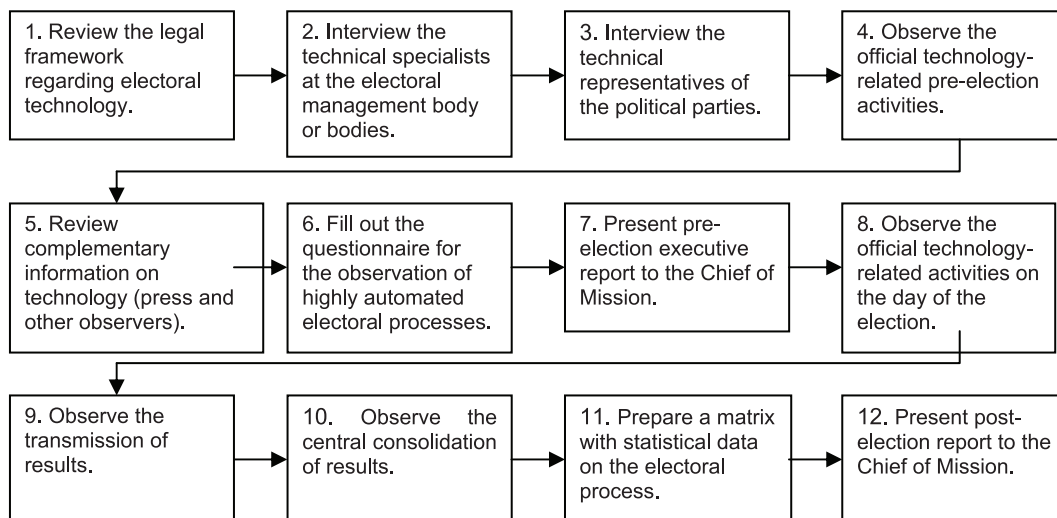 1. Review the legal
framework
regarding electoral
technology.
2. Interview the
technical specialists
at the electoral
management body
or bodies.
3. Interview the
technical
representatives of
the political parties.
4. Observe the
official technology-
related pre-election
activities.
5. Review
complementary
information on
technology (press and
other observers).
6. Fill out the
questionnaire for
the observation of
highly automated
electoral processes.
7. Present pre-
election executive
report to the Chief of
Mission.
8. Observe the
official technology-
related activities on
the day of the
election.
9. Observe the
transmission of
results.
10. Observe the
central consolidation
of results.
11. Prepare a matrix
with statistical data
on the electoral
process.
12. Present post-
election report to the
Chief of Mission.